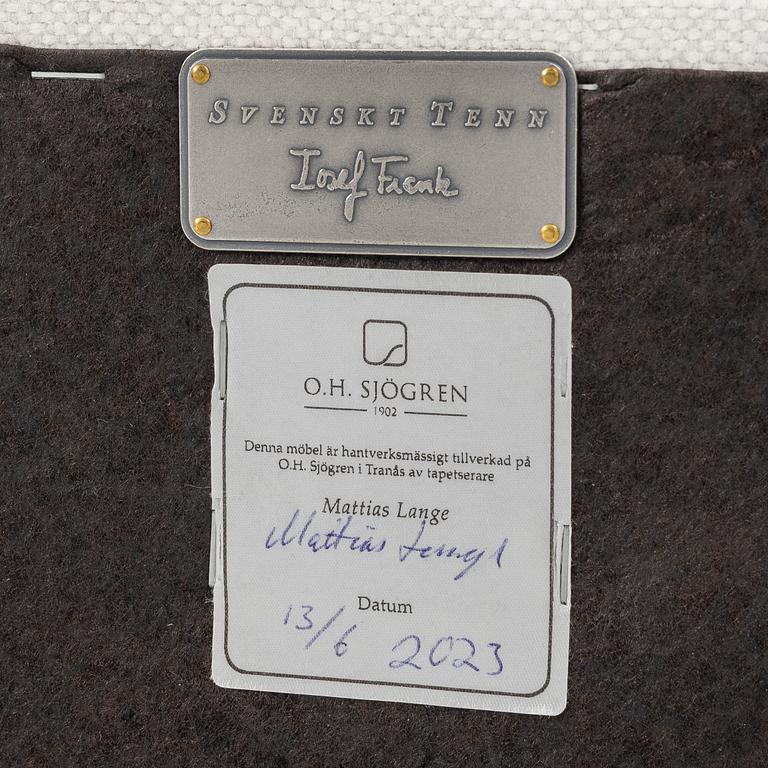 SVENSKT TENN
Josef Frank
O.H. SJÖGREN
1902
Denna möbel är hantverksmässigt tillverkad på
O.H. Sjögren i Tranås av tapetserare
Mattias Lange
Mattias Lange
Datum
13/6 2023